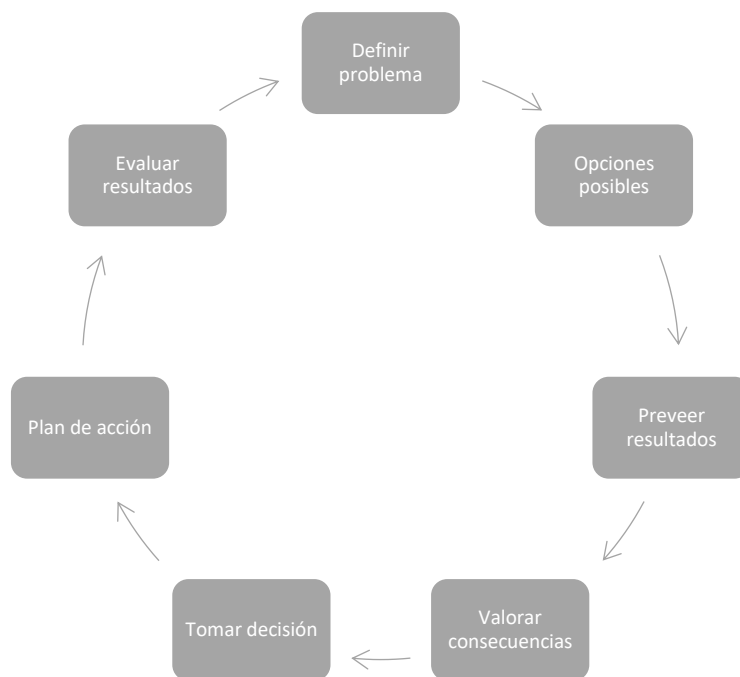 Definir
problema
Opciones
posibles
Preveer
resultados
Valorar
consecuencias
Tomar decisión
Plan de acción
Evaluar
resultados